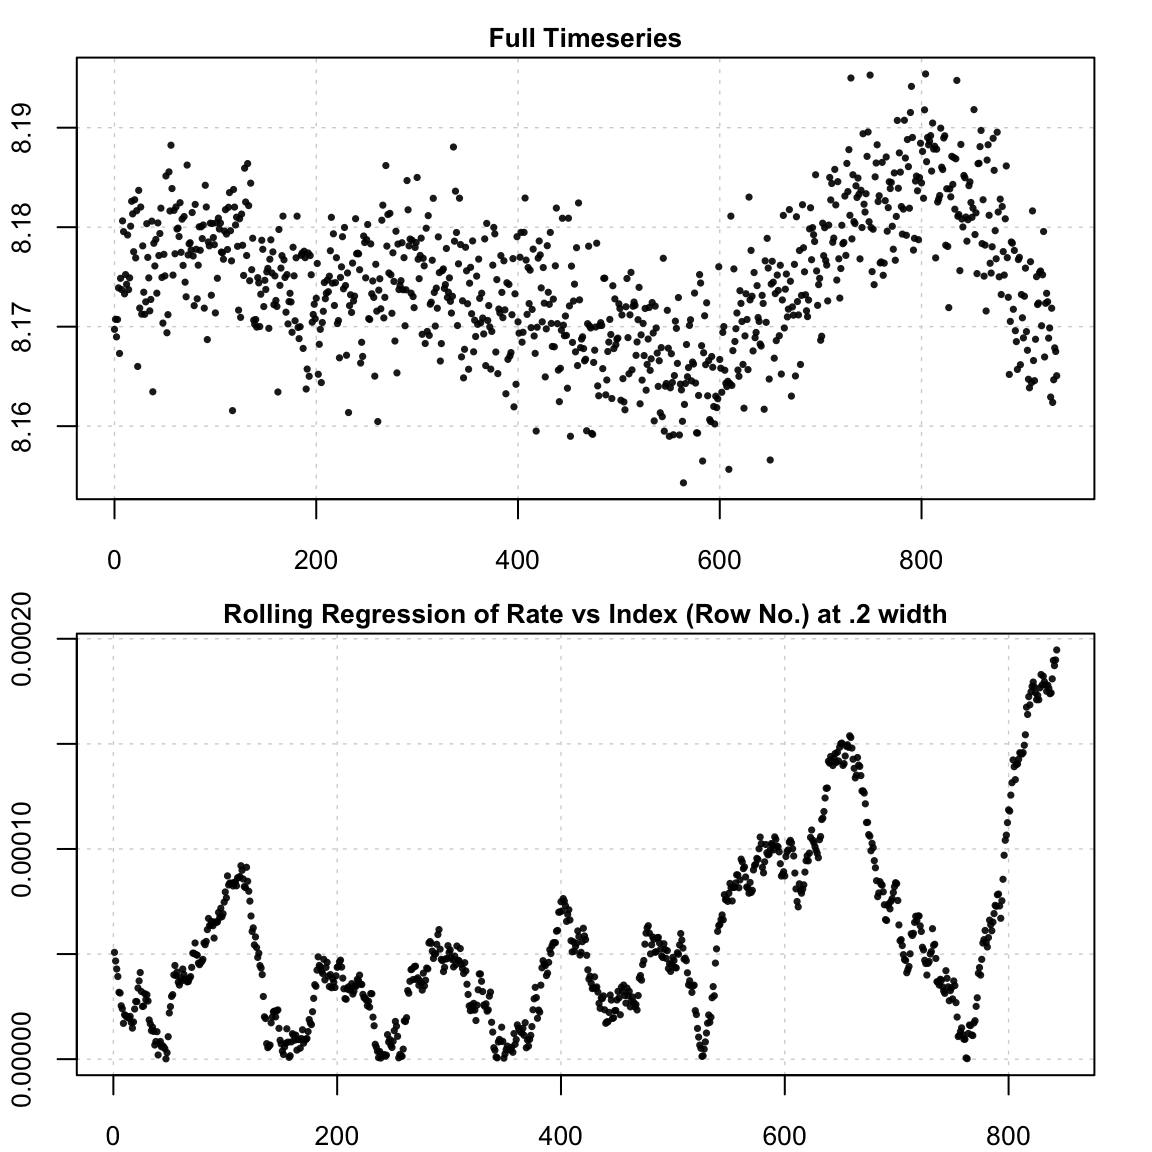 Full Timeseries
8.19
8.18
8.17
8.16
0 200 400 600 800
Rolling Regression of Rate vs Index (Row No.) at .2 width
0.00020
0.00010
0.00000
0 200 400 600 800